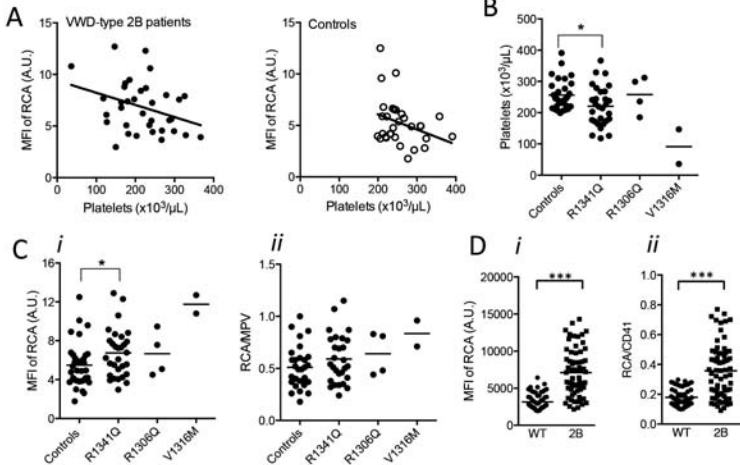 A
VWD-type 2B patients
MFI of RCA (A.U.)
15
10
5
0
0 100 200 300 400
Platelets (x10³/µL)
Controls
MFI of RCA (A.U.)
15
10
5
0
0 100 200 300 400
Platelets (x10³/µL)
B
*
Platelets (x10³/µL)
500
400
300
200
100
0
Controls
R1341Q
R1306Q
V1316M
C
i
*
MFI of RCA (A.U.)
16
12
8
4
0
Controls
R1341Q
R1306Q
V1316M
ii
RCA/MPV
1.5
1.0
0.5
0.0
Controls
R1341Q
R1306Q
V1316M
D
i
***
MFI of RCA (A.U.)
20000
15000
10000
5000
0
WT 2B
ii
***
RCA/CD41
1.0
0.8
0.6
0.4
0.2
0.0
WT 2B